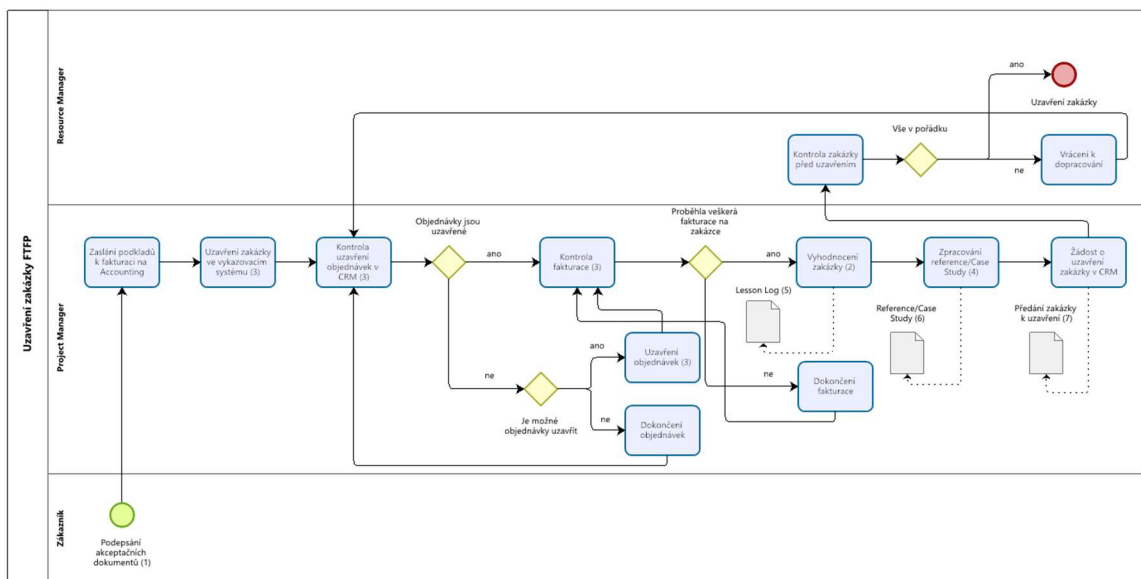 Uzavření zakázky FTFP
Resource Manager
ano
Uzavření zakázky
Vše v pořádku
Kontrola zakázky
před uzavřením
ne
Vrácení k
dopracování
Project Manager
Zaslání podkladů
k fakturaci na
Accounting
Uzavření zakázky
ve vykazovacím
systému (3)
Kontrola
uzavření
objednávek v
CRM (3)
Objednávky jsou
uzavřené
ano
Kontrola
fakturace (3)
Proběhla veškerá
fakturace na
zakázce
ano
Vyhodnocení
zakázky (2)
Zpracování
reference/Case
Study (4)
Žádost o
uzavření
zakázky v CRM
Lesson Log (5)
Reference/Case
Study (6)
Předání zakázky
k uzavření (7)
ne
Je možné
objednávky uzavřít
ano
Uzavření
objednávek (3)
ne
Dokončení
objednávek
ne
Dokončení
fakturace
Zákazník
Podepsání
akceptačních
dokumentů (1)